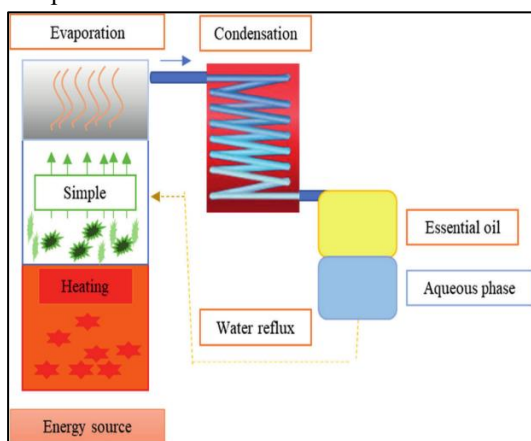 Evaporation
Condensation
Simple
Essential oil
Heating
Aqueous phase
Water reflux
Energy source